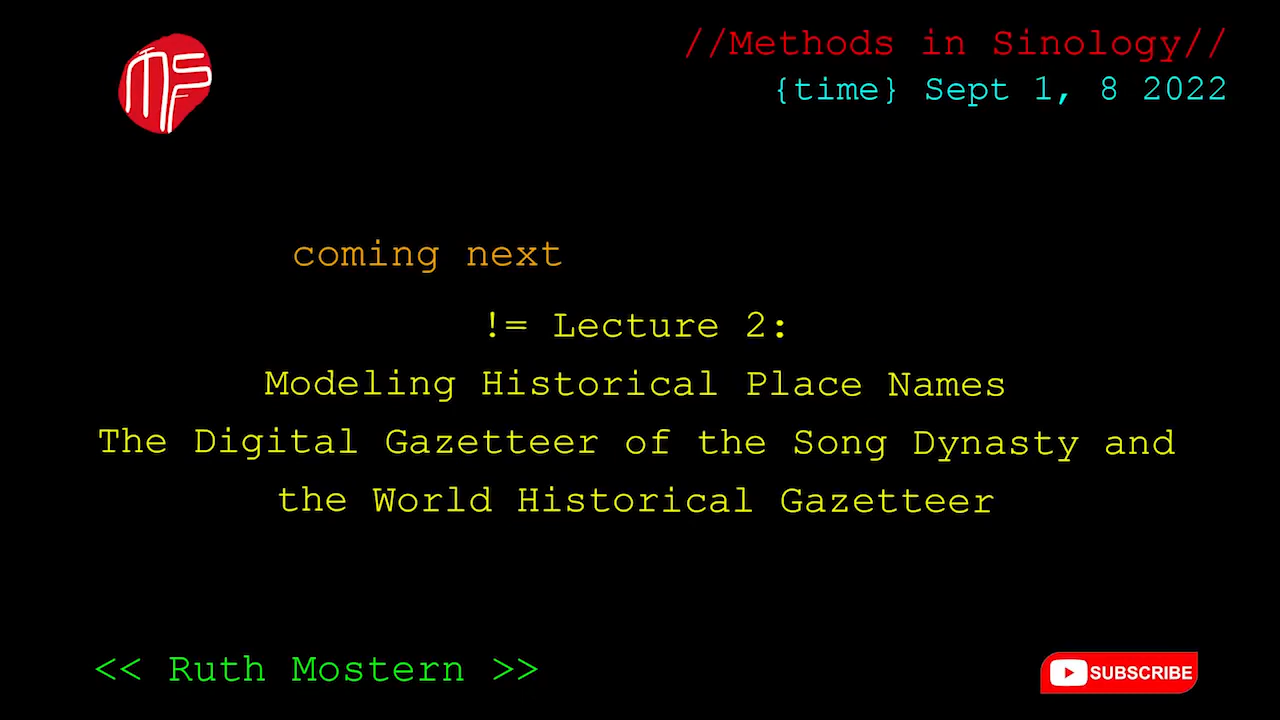 //Methods in Sinology//
{time} Sept 1, 8 2022
coming next
!= Lecture 2:
Modeling Historical Place Names
The Digital Gazetteer of the Song Dynasty and
the World Historical Gazetteer
<< Ruth Mostern >>
SUBSCRIBE